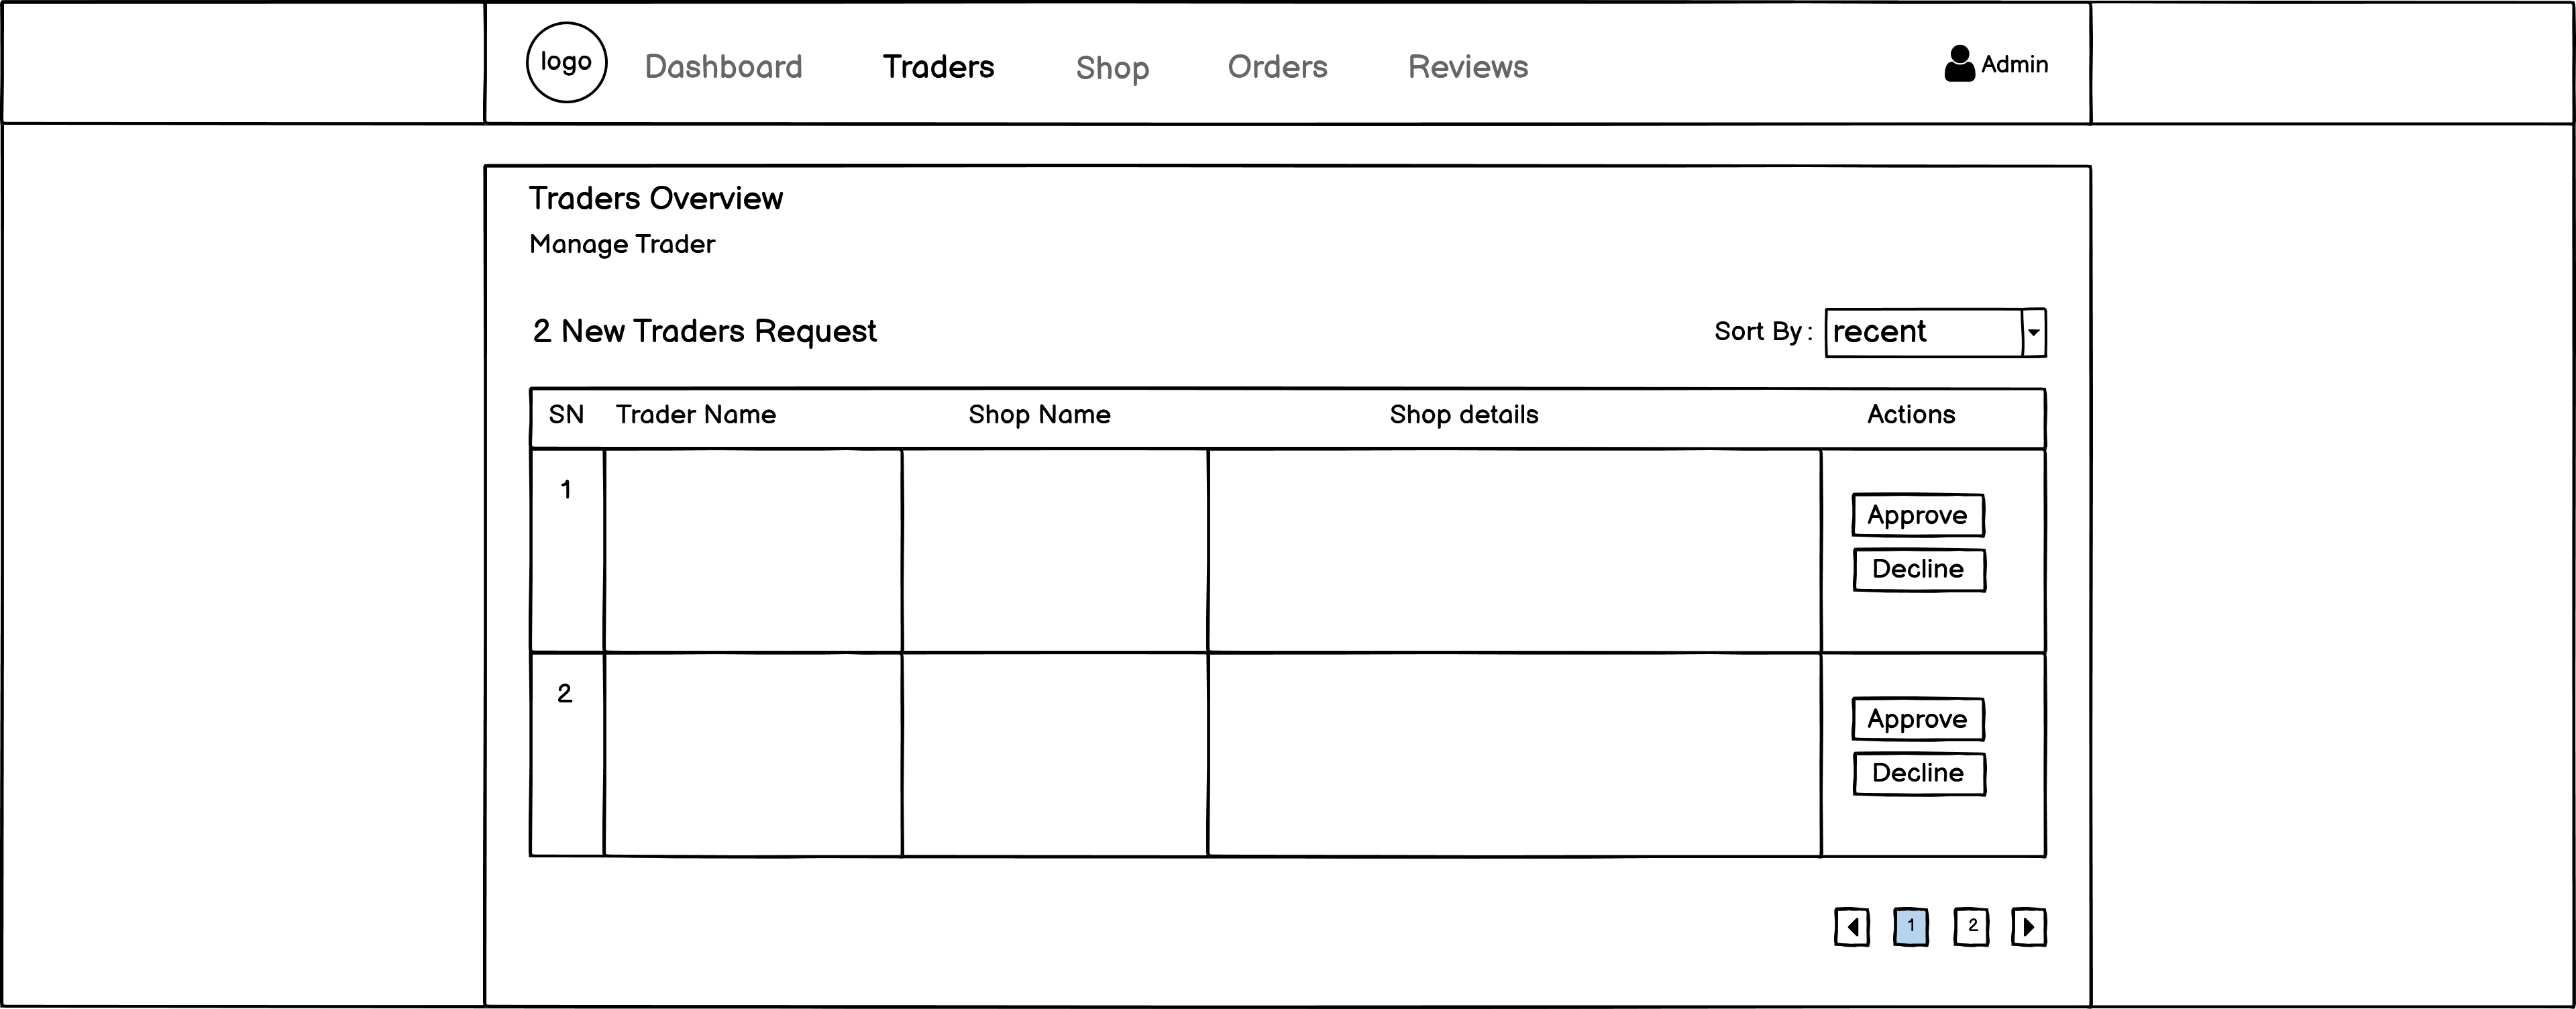 logo Dashboard Traders Shop Orders Reviews Admin
Traders Overview
Manage Trader
2 New Traders Request Sort By : recent
SN Trader Name Shop Name Shop details Actions
1
Approve
Decline
2
Approve
Decline
1 2